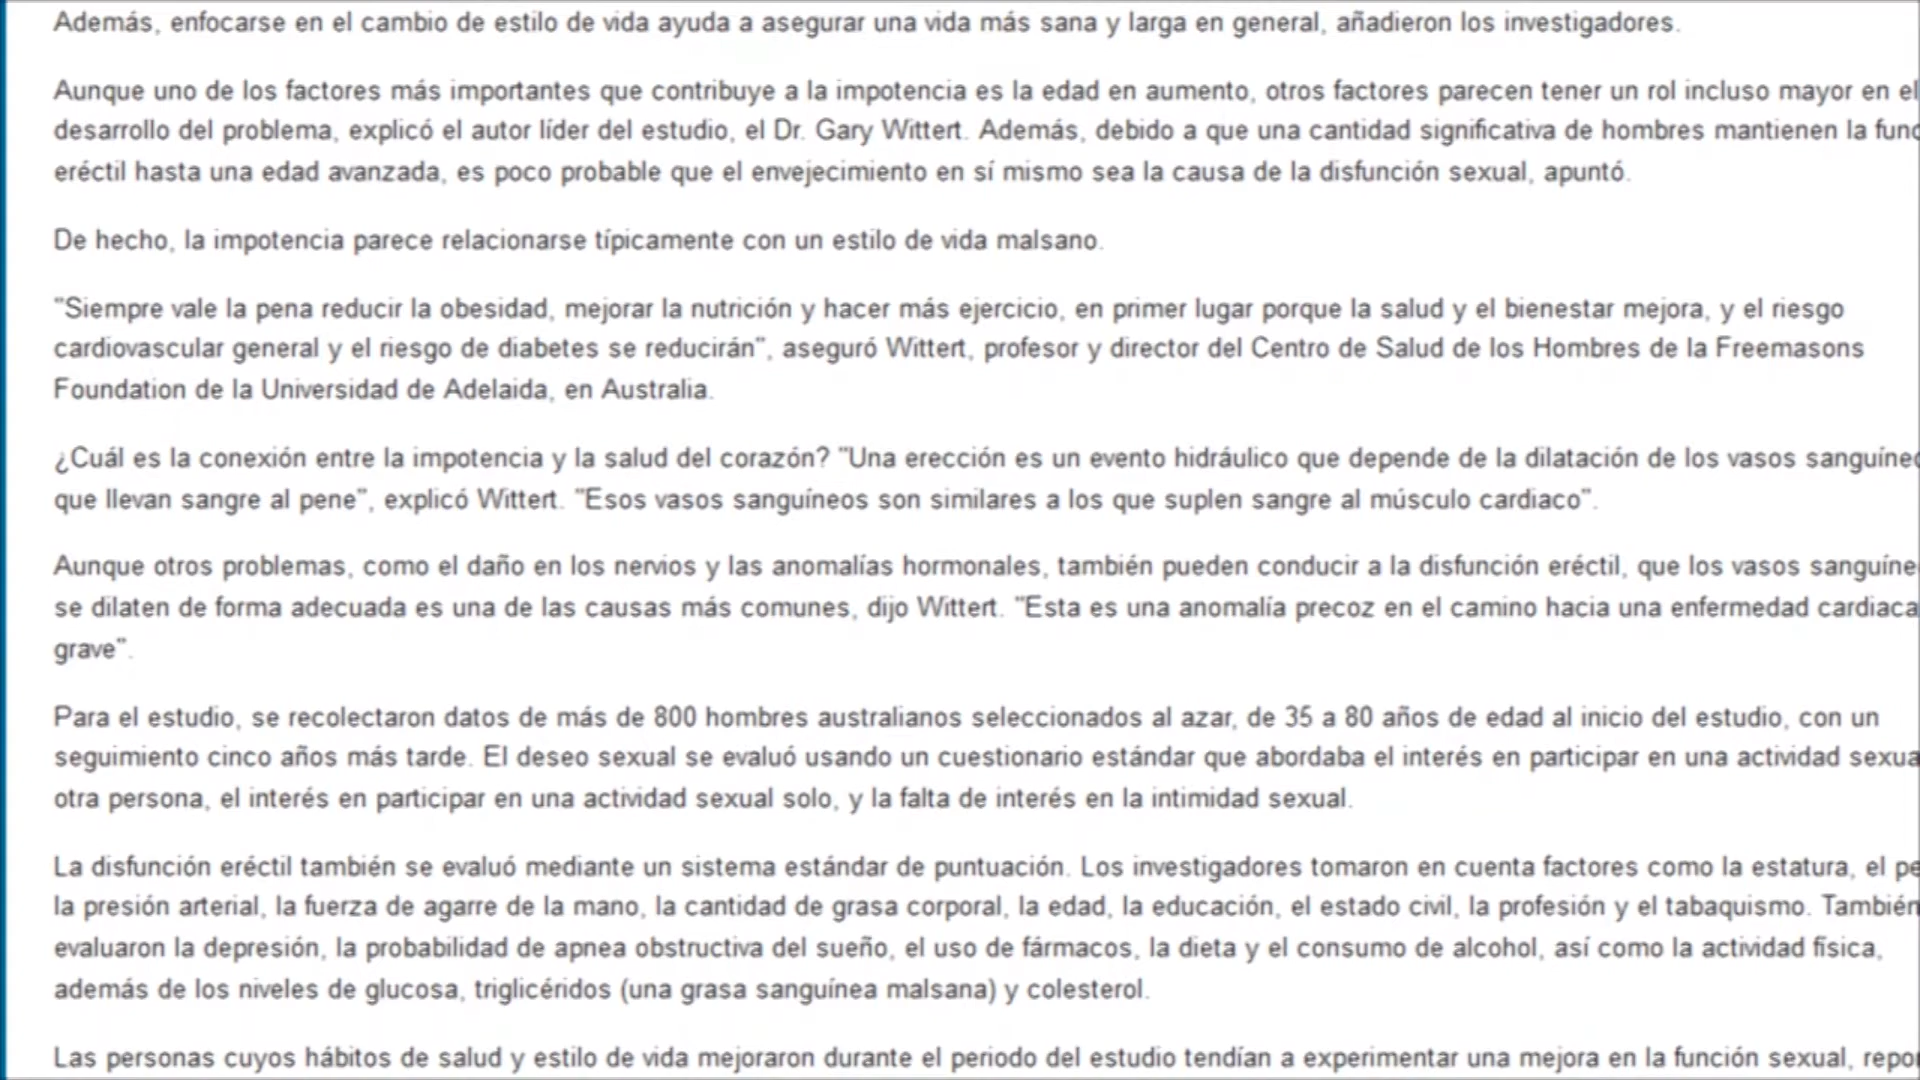 Además, enfocarse en el cambio de estilo de vida ayuda a asegurar una vida más sana y larga en general, añadieron los investigadores.
Aunque uno de los factores más importantes que contribuye a la impotencia es la edad en aumento, otros factores parecen tener un rol incluso mayor en el
desarrollo del problema, explicó el autor líder del estudio, el Dr. Gary Wittert. Además, debido a que una cantidad significativa de hombres mantienen la
eréctil hasta una edad avanzada, es poco probable que el envejecimiento en sí mismo sea la causa de la disfunción sexual, apuntó.
De hecho, la impotencia parece relacionarse típicamente con un estilo de vida malsano.
"Siempre vale la pena reducir la obesidad, mejorar la nutrición y hacer más ejercicio, en primer lugar porque la salud y el bienestar mejora, y el riesgo
cardiovascular general y el riesgo de diabetes se reducirán", aseguró Wittert, profesor y director del Centro de Salud de los Hombres de la Freemasons
Foundation de la Universidad de Adelaida, en Australia.
¿Cuál es la conexión entre la impotencia y la salud del corazón? "Una erección es un evento hidráulico que depende de la dilatación de los vasos
que llevan sangre al pene", explicó Wittert. "Esos vasos sanguíneos son similares a los que suplen sangre al músculo cardiaco".
Aunque otros problemas, como el daño en los nervios y las anomalías hormonales, también pueden conducir a la disfunción eréctil, que los vasos
se dilaten de forma adecuada es una de las causas más comunes, dijo Wittert. "Esta es una anomalía precoz en el camino hacia una enfermedad cardiaca
grave".
Para el estudio, se recolectaron datos de más de 800 hombres australianos seleccionados al azar, de 35 a 80 años de edad al inicio del estudio, con un
seguimiento cinco años más tarde. El deseo sexual se evaluó usando un cuestionario estándar que abordaba el interés en participar en una actividad
otra persona, el interés en participar en una actividad sexual solo, y la falta de interés en la intimidad sexual.
La disfunción eréctil también se evaluó mediante un sistema estándar de puntuación. Los investigadores tomaron en cuenta factores como la estatura, el
la presión arterial, la fuerza de agarre de la mano, la cantidad de grasa corporal, la edad, la educación, el estado civil, la profesión y el tabaquismo. También
evaluaron la depresión, la probabilidad de apnea obstructiva del sueño, el uso de fármacos, la dieta y el consumo de alcohol, así como la actividad física,
además de los niveles de glucosa, triglicéridos (una grasa sanguínea malsana) y colesterol.
Las personas cuyos hábitos de salud y estilo de vida mejoraron durante el periodo del estudio tendían a experimentar una mejora en la función sexual,